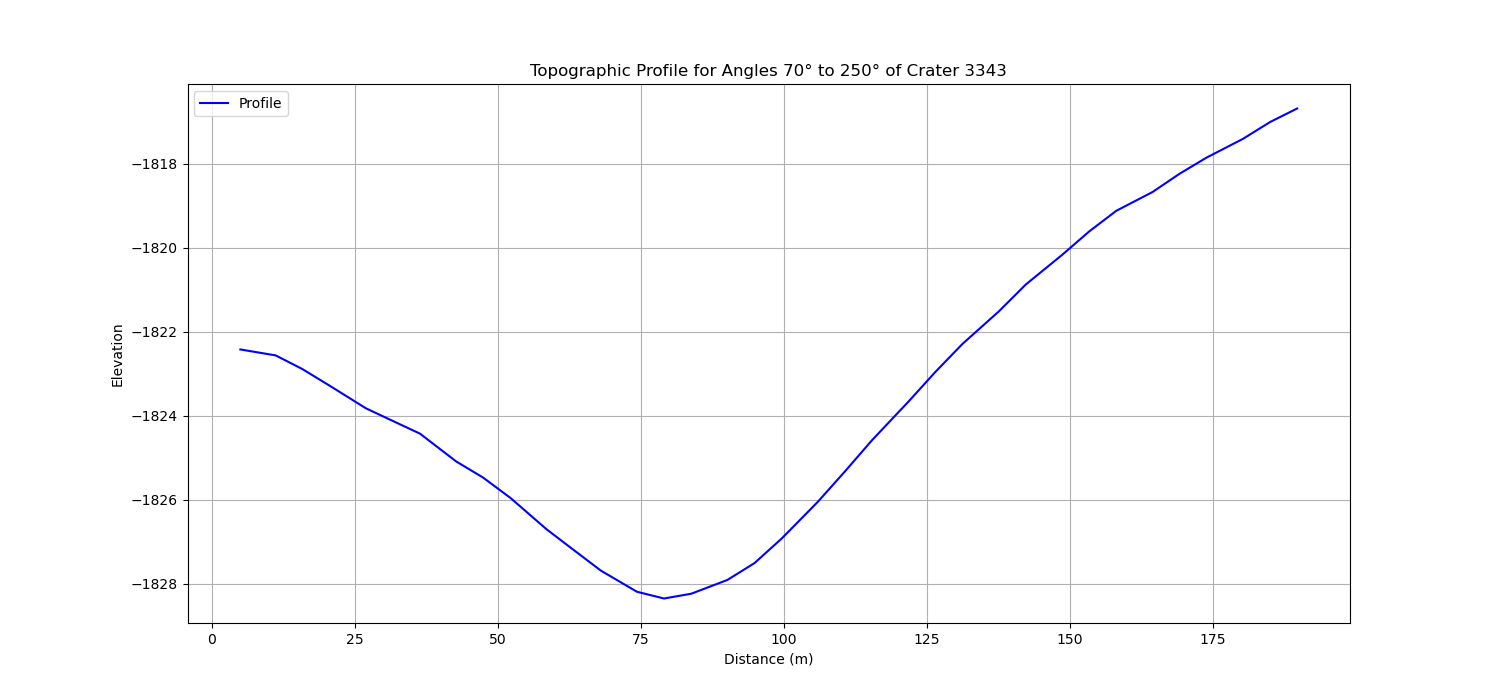 Topographic Profile for Angles 70° to 250° of Crater 3343
Profile
−1818
−1820
−1822
−1824
−1826
−1828
Elevation
0 25 50 75 100 125 150 175
Distance (m)